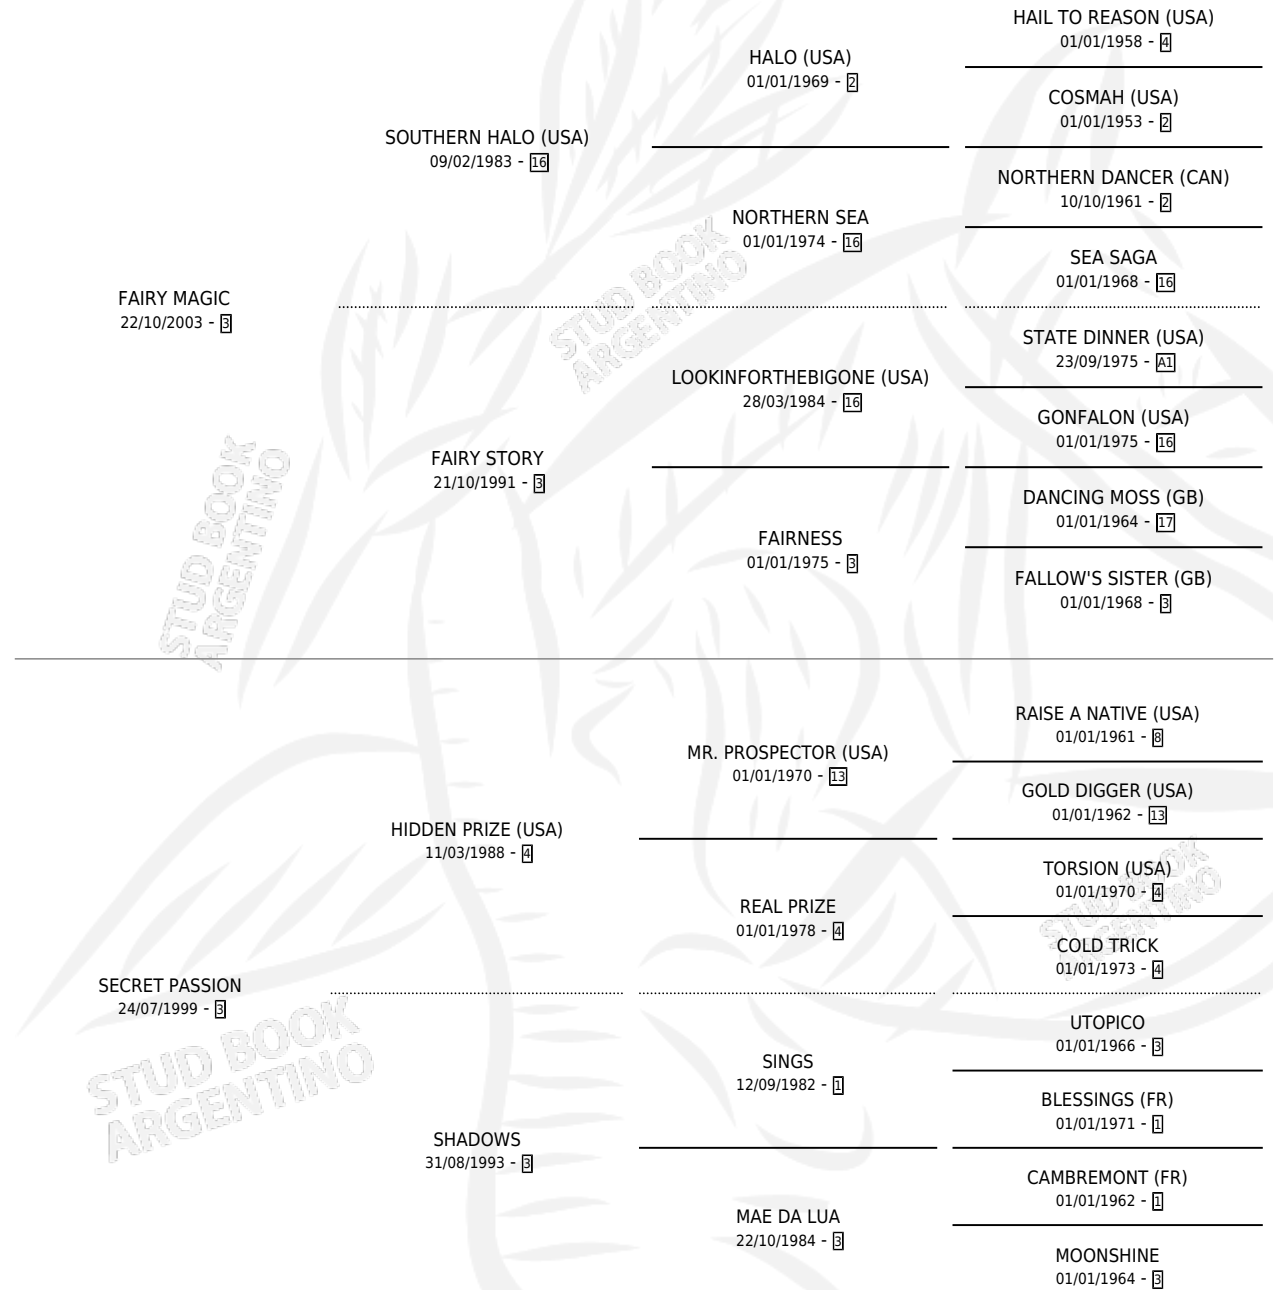 HAIL TO REASON (USA)
01/01/1958 - 4
HALO (USA)
01/01/1969 - 2
COSMAH (USA)
01/01/1953 - 2
SOUTHERN HALO (USA)
09/02/1983 - 16
NORTHERN DANCER (CAN)
10/10/1961 - 2
NORTHERN SEA
01/01/1974 - 16
SEA SAGA
01/01/1968 - 16
FAIRY MAGIC
22/10/2003 - 3
STUD BOOK
ARGENTINO
STATE DINNER (USA)
23/09/1975 - A1
LOOKINFORTHEBIGONE (USA)
28/03/1984 - 16
GONFALON (USA)
01/01/1975 - 16
FAIRY STORY
21/10/1991 - 3
DANCING MOSS (GB)
01/01/1964 - 17
FAIRNESS
01/01/1975 - 3
FALLOW'S SISTER (GB)
01/01/1968 - 3
STUD BOOK
ARGENTINO
RAISE A NATIVE (USA)
01/01/1961 - 8
MR. PROSPECTOR (USA)
01/01/1970 - 13
GOLD DIGGER (USA)
01/01/1962 - 13
HIDDEN PRIZE (USA)
11/03/1988 - 4
TORSION (USA)
01/01/1970 - 4
REAL PRIZE
01/01/1978 - 4
STUD BOOK
ARGENTINO
COLD TRICK
01/01/1973 - 4
SECRET PASSION
24/07/1999 - 3
UTOPICO
01/01/1966 - 3
SINGS
12/09/1982 - 1
BLESSINGS (FR)
01/01/1971 - 1
STUD BOOK
ARGENTINO
SHADOWS
31/08/1993 - 3
CAMBREMONT (FR)
01/01/1962 - 1
MAE DA LUA
22/10/1984 - 3
MOONSHINE
01/01/1964 - 3